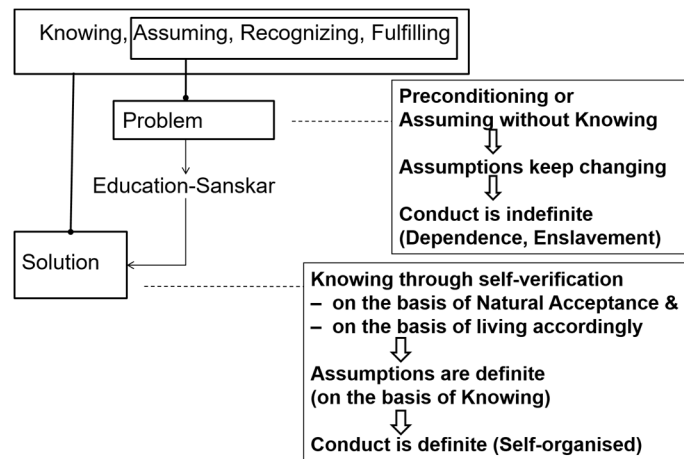 Knowing, Assuming, Recognizing, Fulfilling
Problem
Education-Sanskar
Solution
Preconditioning or
Assuming without Knowing
Assumptions keep changing
Conduct is indefinite
(Dependence, Enslavement)
Knowing through self-verification
– on the basis of Natural Acceptance &
– on the basis of living accordingly
Assumptions are definite
(on the basis of Knowing)
Conduct is definite (Self-organised)